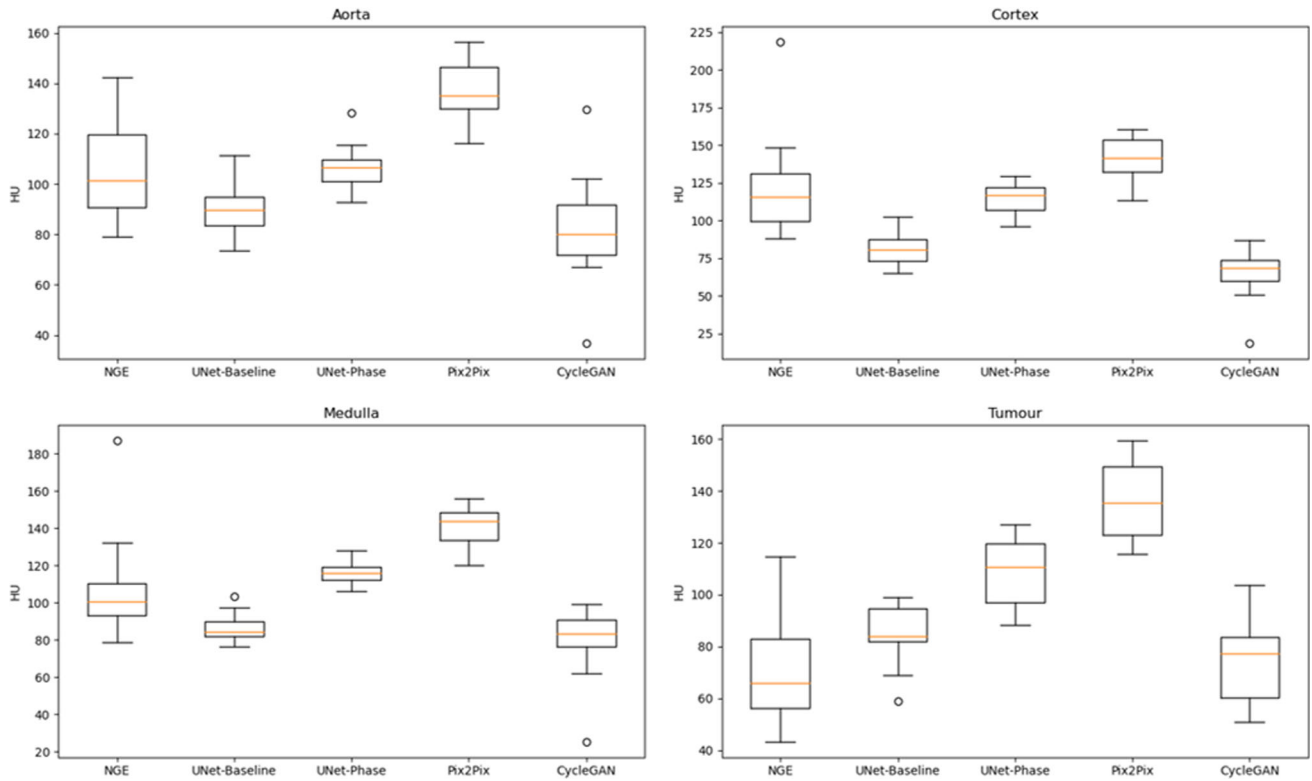 Aorta
160
140
120
100
80
60
40
HU
NGE UNet-Baseline UNet-Phase Pix2Pix CycleGAN
Cortex
225
200
175
150
125
100
75
50
25
HU
NGE UNet-Baseline UNet-Phase Pix2Pix CycleGAN
Medulla
180
160
140
120
100
80
60
40
20
HU
NGE UNet-Baseline UNet-Phase Pix2Pix CycleGAN
Tumour
160
140
120
100
80
60
40
HU
NGE UNet-Baseline UNet-Phase Pix2Pix CycleGAN